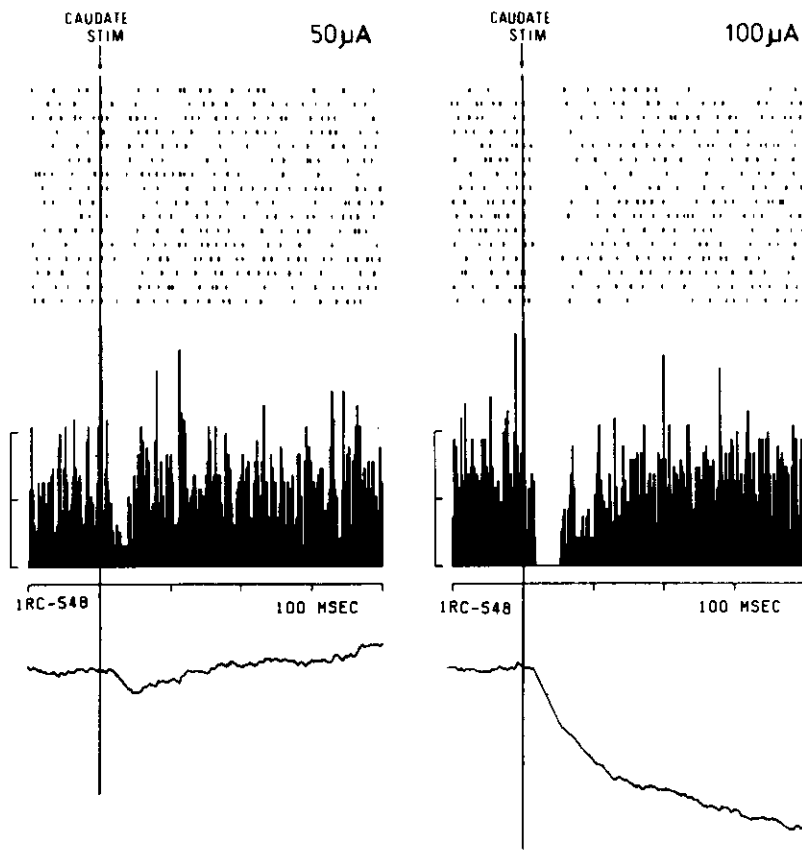 CAUDATE
STIM
50µA
1RC-548
100 MSEC
CAUDATE
STIM
100µA
1RC-548
100 MSEC